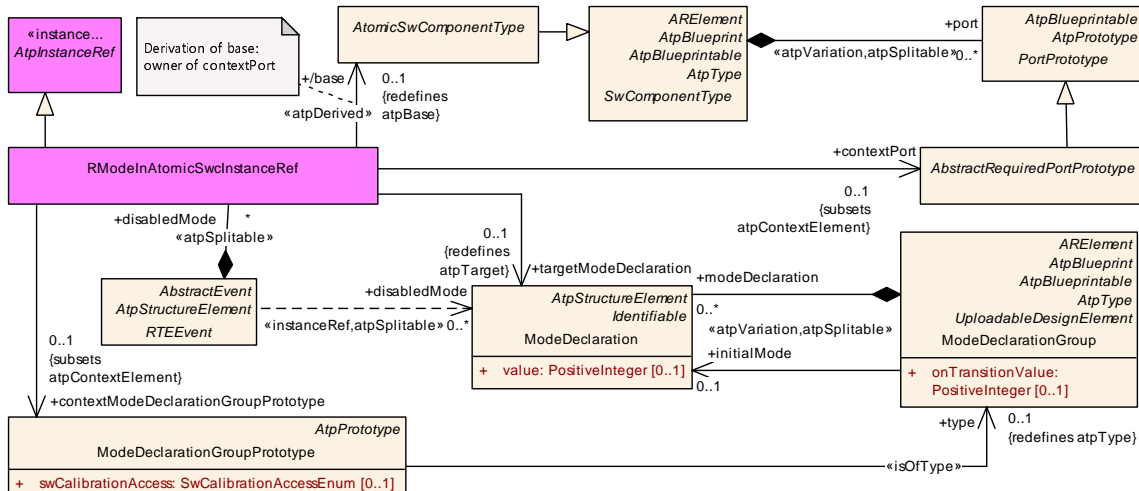 «instance...
AtpInstanceRef
Derivation of base:
owner of contextPort
AtomicSwComponentType
ARElement
AtpBlueprint
AtpBlueprintable
AtpType
SwComponentType
+port
«atpVariation,atpSplitable»
0..*
AtpBlueprintable
AtpPrototype
PortPrototype
+/base
0..1
{redefines
atpBase}
«atpDerived»
RModeInAtomicSwcInstanceRef
+contextPort
0..1
{subsets
atpContextElement}
AbstractRequiredPortPrototype
+disabledMode
*
«atpSplitable»
0..1
{redefines
atpTarget}
+targetModeDeclaration
AbstractEvent
AtpStructureElement
RTEEvent
+disabledMode
«instanceRef,atpSplitable»
0..*
AtpStructureElement
Identifiable
ModeDeclaration
+ value: PositiveInteger [0..1]
+modeDeclaration
0..*
«atpVariation,atpSplitable»
+initialMode
0..1
ARElement
AtpBlueprint
AtpBlueprintable
AtpType
UploadableDesignElement
ModeDeclarationGroup
+ onTransitionValue:
PositiveInteger [0..1]
0..1
{subsets
atpContextElement}
+contextModeDeclarationGroupPrototype
AtpPrototype
ModeDeclarationGroupPrototype
+ swCalibrationAccess: SwCalibrationAccessEnum [0..1]
+type
0..1
{redefines atpType}
«isOfType»